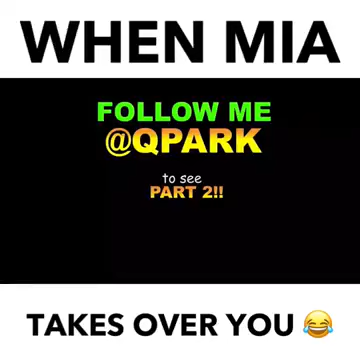 WHEN MIA
FOLLOW ME
@QPARK
to see
PART 2!!
TAKES OVER YOU 😂